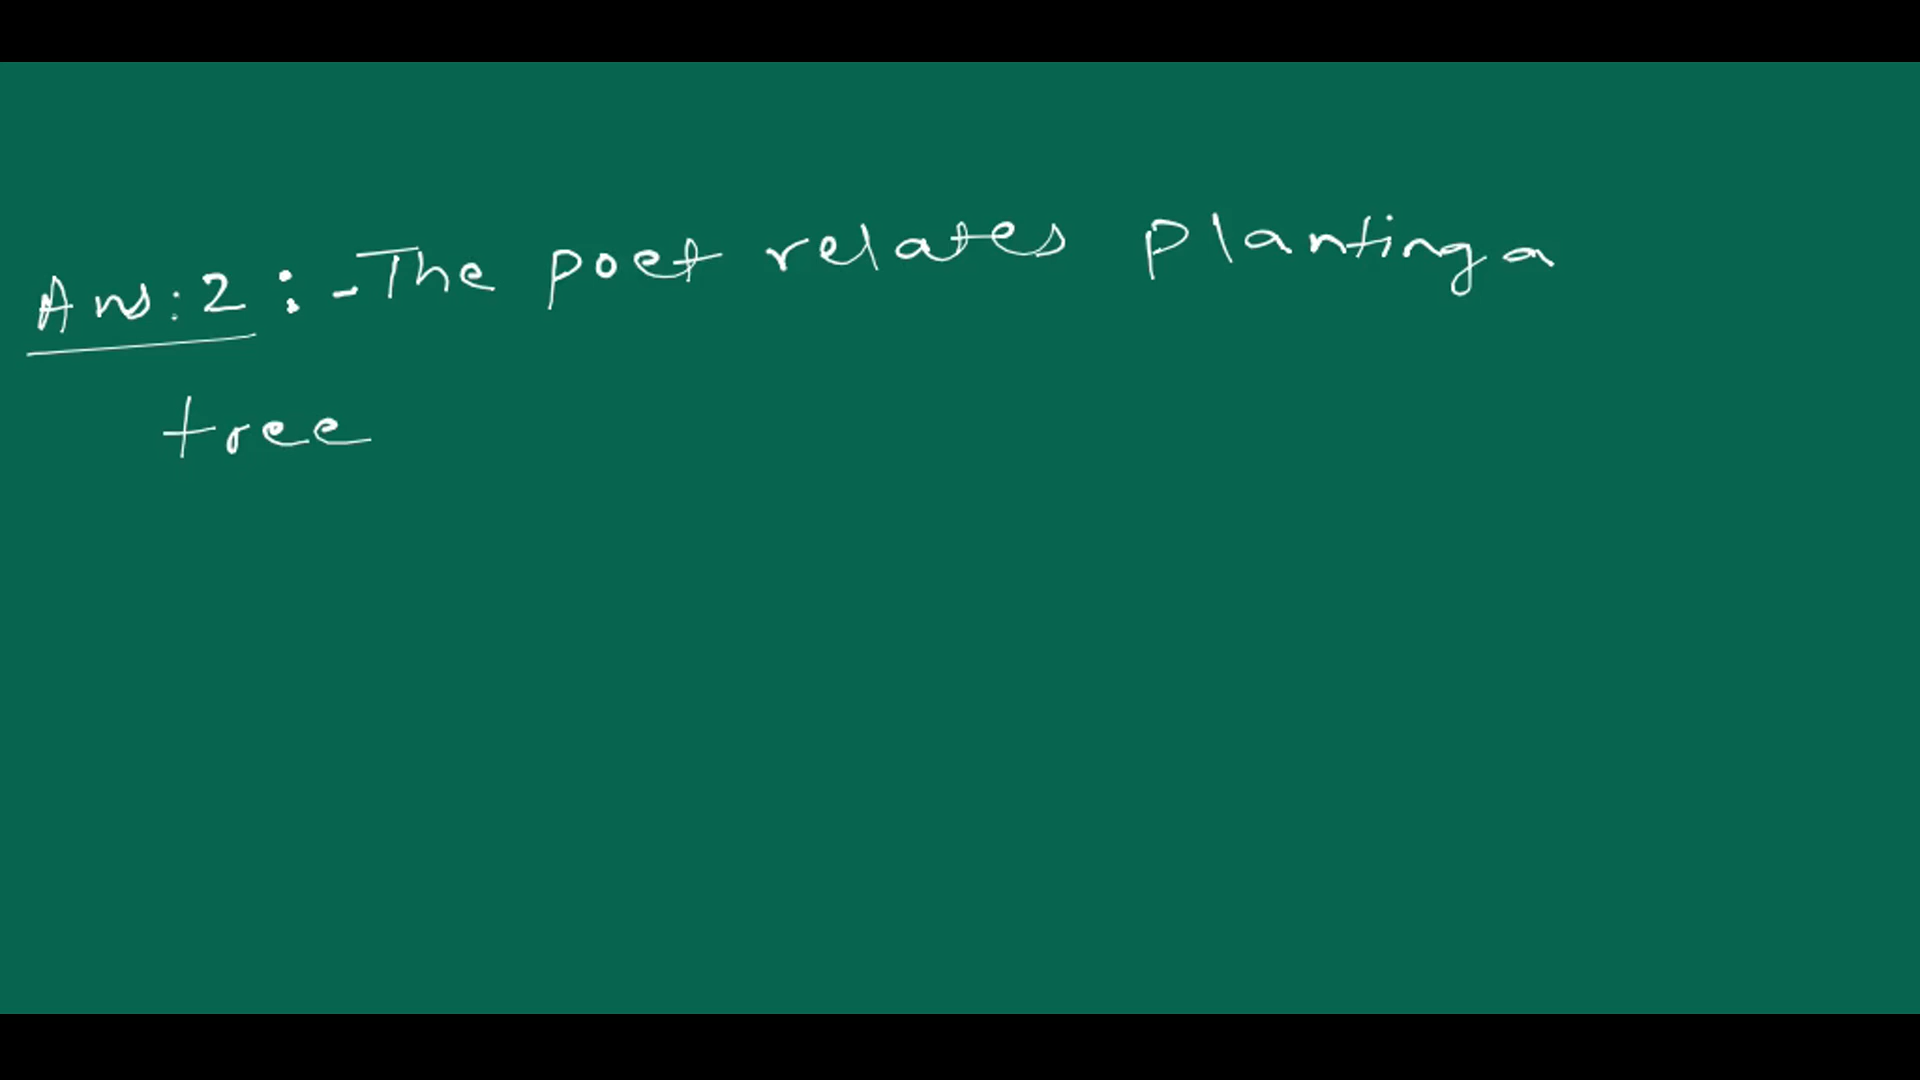 Ans: 2 :- The poet relates planting a
tree